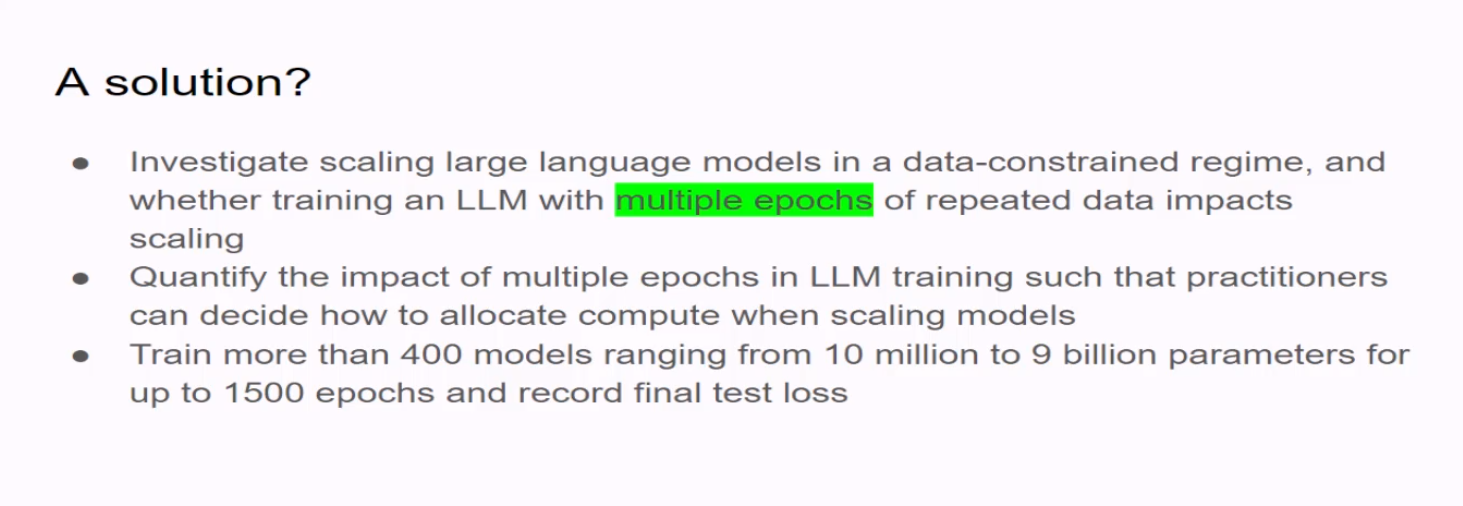 A solution?
● Investigate scaling large language models in a data-constrained regime, and
whether training an LLM with multiple epochs of repeated data impacts
scaling
● Quantify the impact of multiple epochs in LLM training such that practitioners
can decide how to allocate compute when scaling models
● Train more than 400 models ranging from 10 million to 9 billion parameters for
up to 1500 epochs and record final test loss